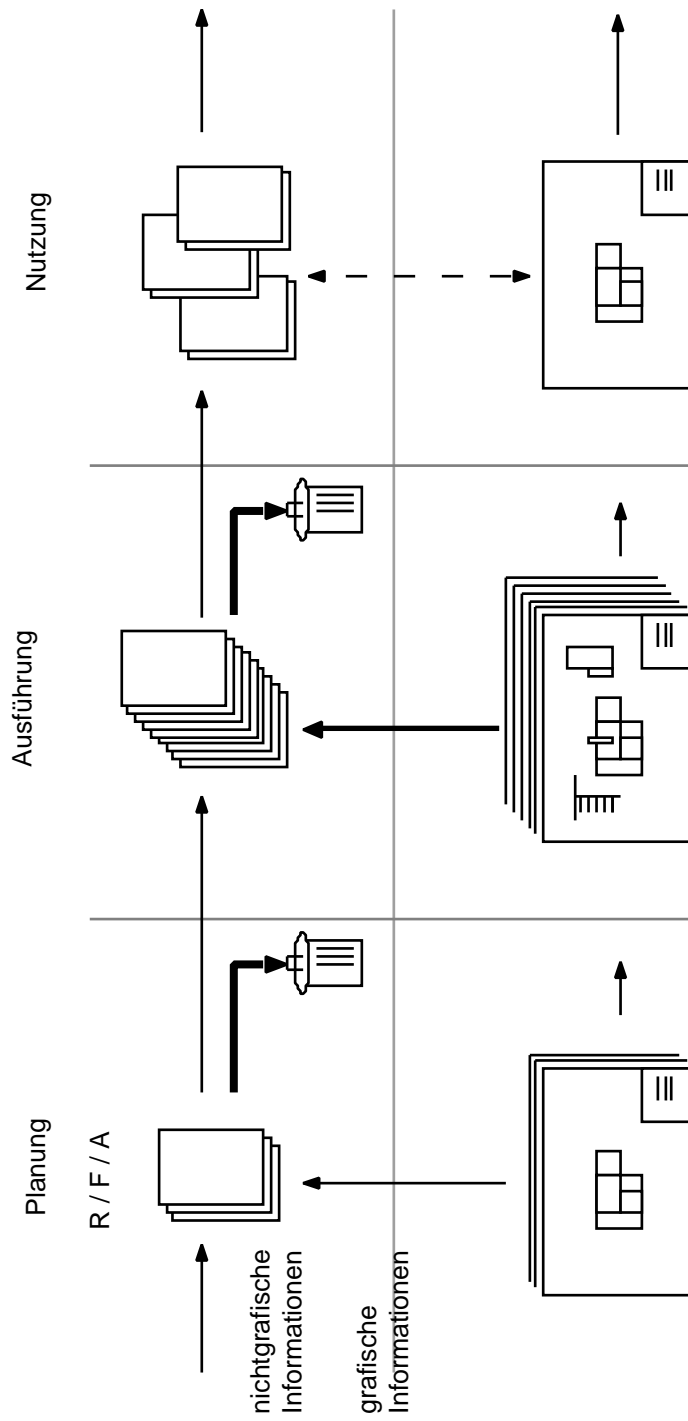 Planung
Ausführung
Nutzung
R / F / A
nichtgrafische
Informationen
grafische
Informationen